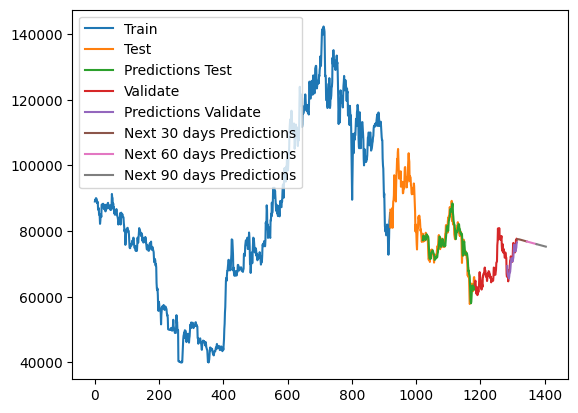 140000
120000
100000
80000
60000
40000
Train
Test
Predictions Test
Validate
Predictions Validate
Next 30 days Predictions
Next 60 days Predictions
Next 90 days Predictions
0 200 400 600 800 1000 1200 1400